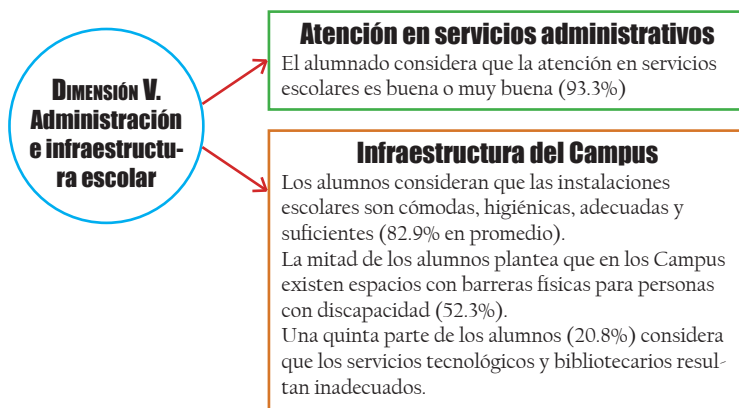 Dimensión V.
Administración
e infraestructu-
ra escolar
Atención en servicios administrativos
El alumnado considera que la atención en servicios
escolares es buena o muy buena (93.3%)
Infraestructura del Campus
Los alumnos consideran que las instalaciones
escolares son cómodas, higiénicas, adecuadas y
suficientes (82.9% en promedio).
La mitad de los alumnos plantea que en los Campus
existen espacios con barreras físicas para personas
con discapacidad (52.3%).
Una quinta parte de los alumnos (20.8%) considera
que los servicios tecnológicos y bibliotecarios resul-
tan inadecuados.